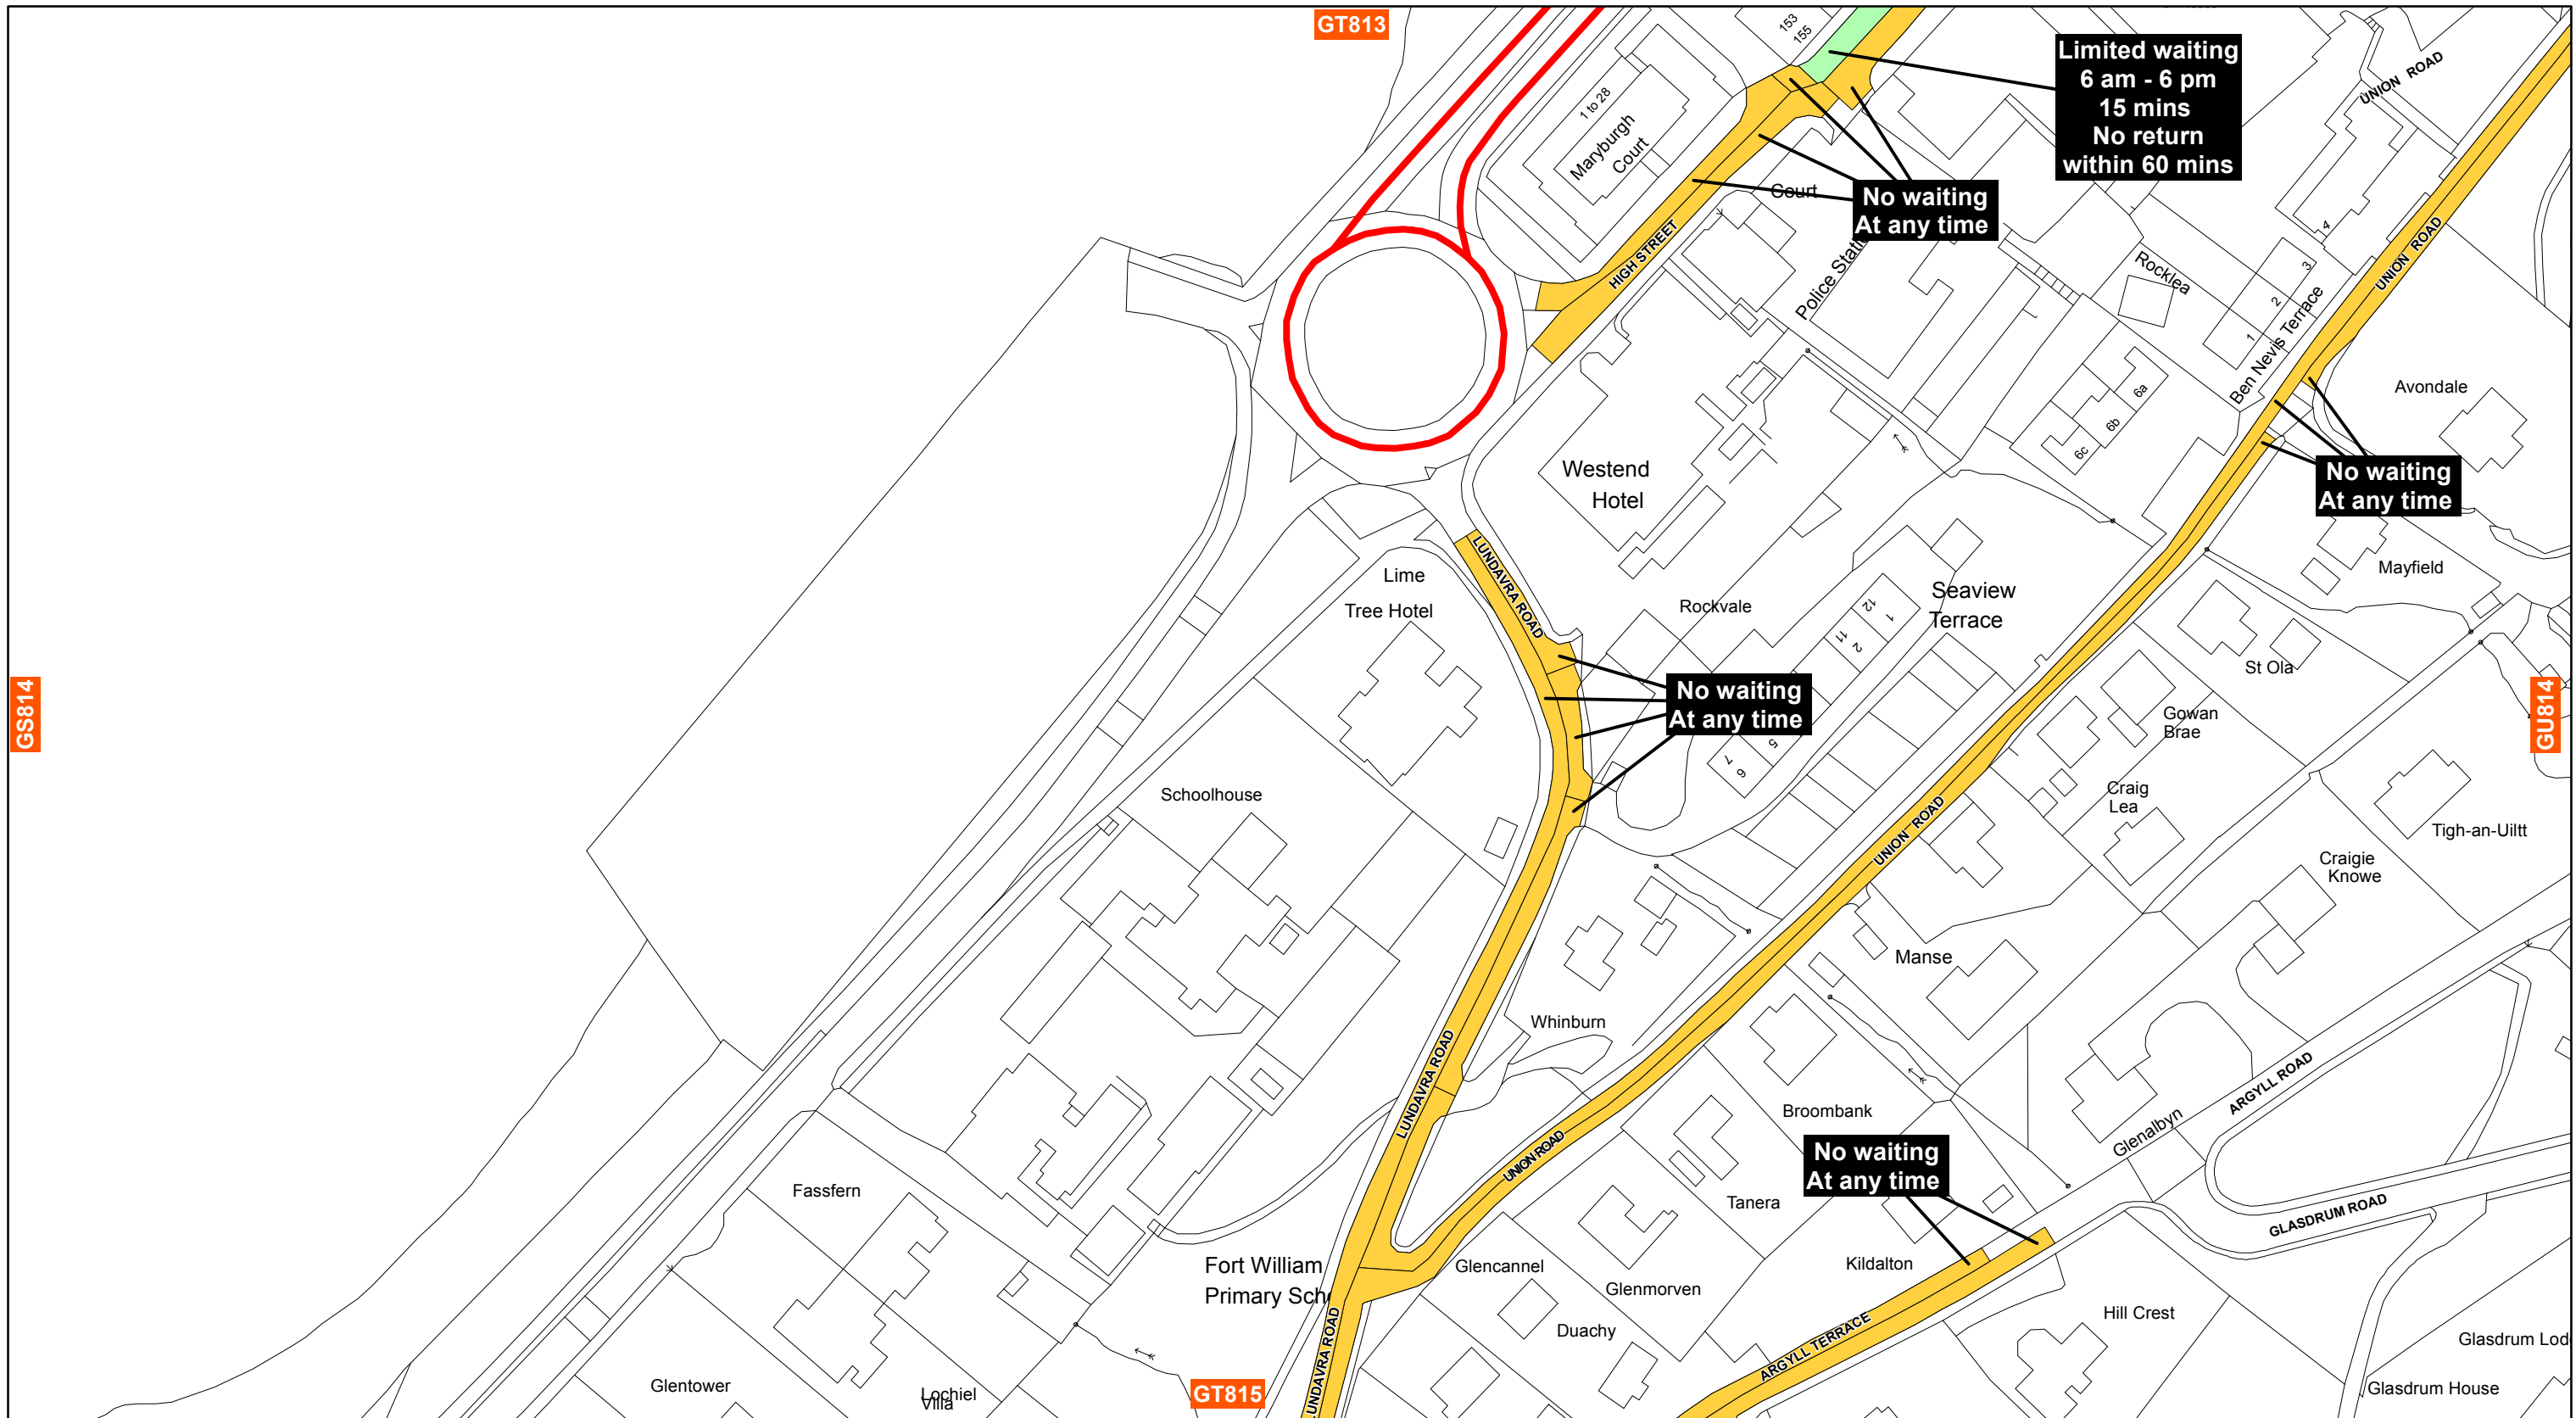 GT813
153
155
Limited waiting
6 am - 6 pm
15 mins
No return
within 60 mins
UNION ROAD
1 to 28
Maryburgh
Court
Court
No waiting
At any time
HIGH STREET
Police
UNION ROAD
4
3
2
1
Rocklea
Ben Nevis Terrace
6a
6b
6c
Avondale
Westend
Hotel
No waiting
At any time
Mayfield
LUNDAVRA ROAD
Lime
Tree Hotel
Rockvale
Seaview
Terrace
12
1
11
2
St Ola
GS814
GU814
No waiting
At any time
5
7
6
Gowan
Brae
Schoolhouse
Craig
Lea
Tigh-an-Uiltt
UNION ROAD
Craigie
Knowe
Manse
Whinburn
LUNDAVRA ROAD
Broombank
ARGYLL ROAD
Glenalbyn
UNION ROAD
No waiting
At any time
Fassfern
Tanera
GLASDRUM ROAD
Fort William
Primary Sch
Glencannel
Kildalton
Glenmorven
Hill Crest
Duachy
ARGYLL TERRACE
Glasdrum Lod
LUNDAVRA ROAD
Glentower
Lochiel
Villa
GT815
Glasdrum House